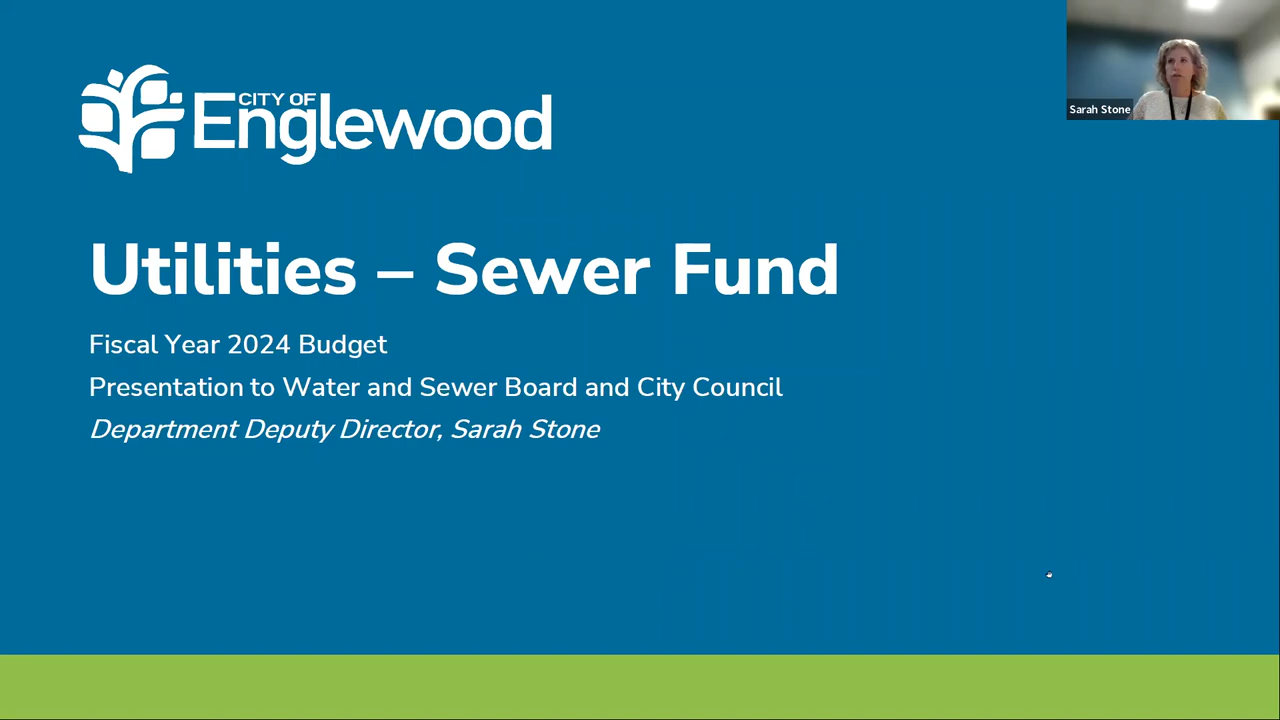 CITY OF
Englewood
Sarah Stone
Utilities – Sewer Fund
Fiscal Year 2024 Budget
Presentation to Water and Sewer Board and City Council
Department Deputy Director, Sarah Stone